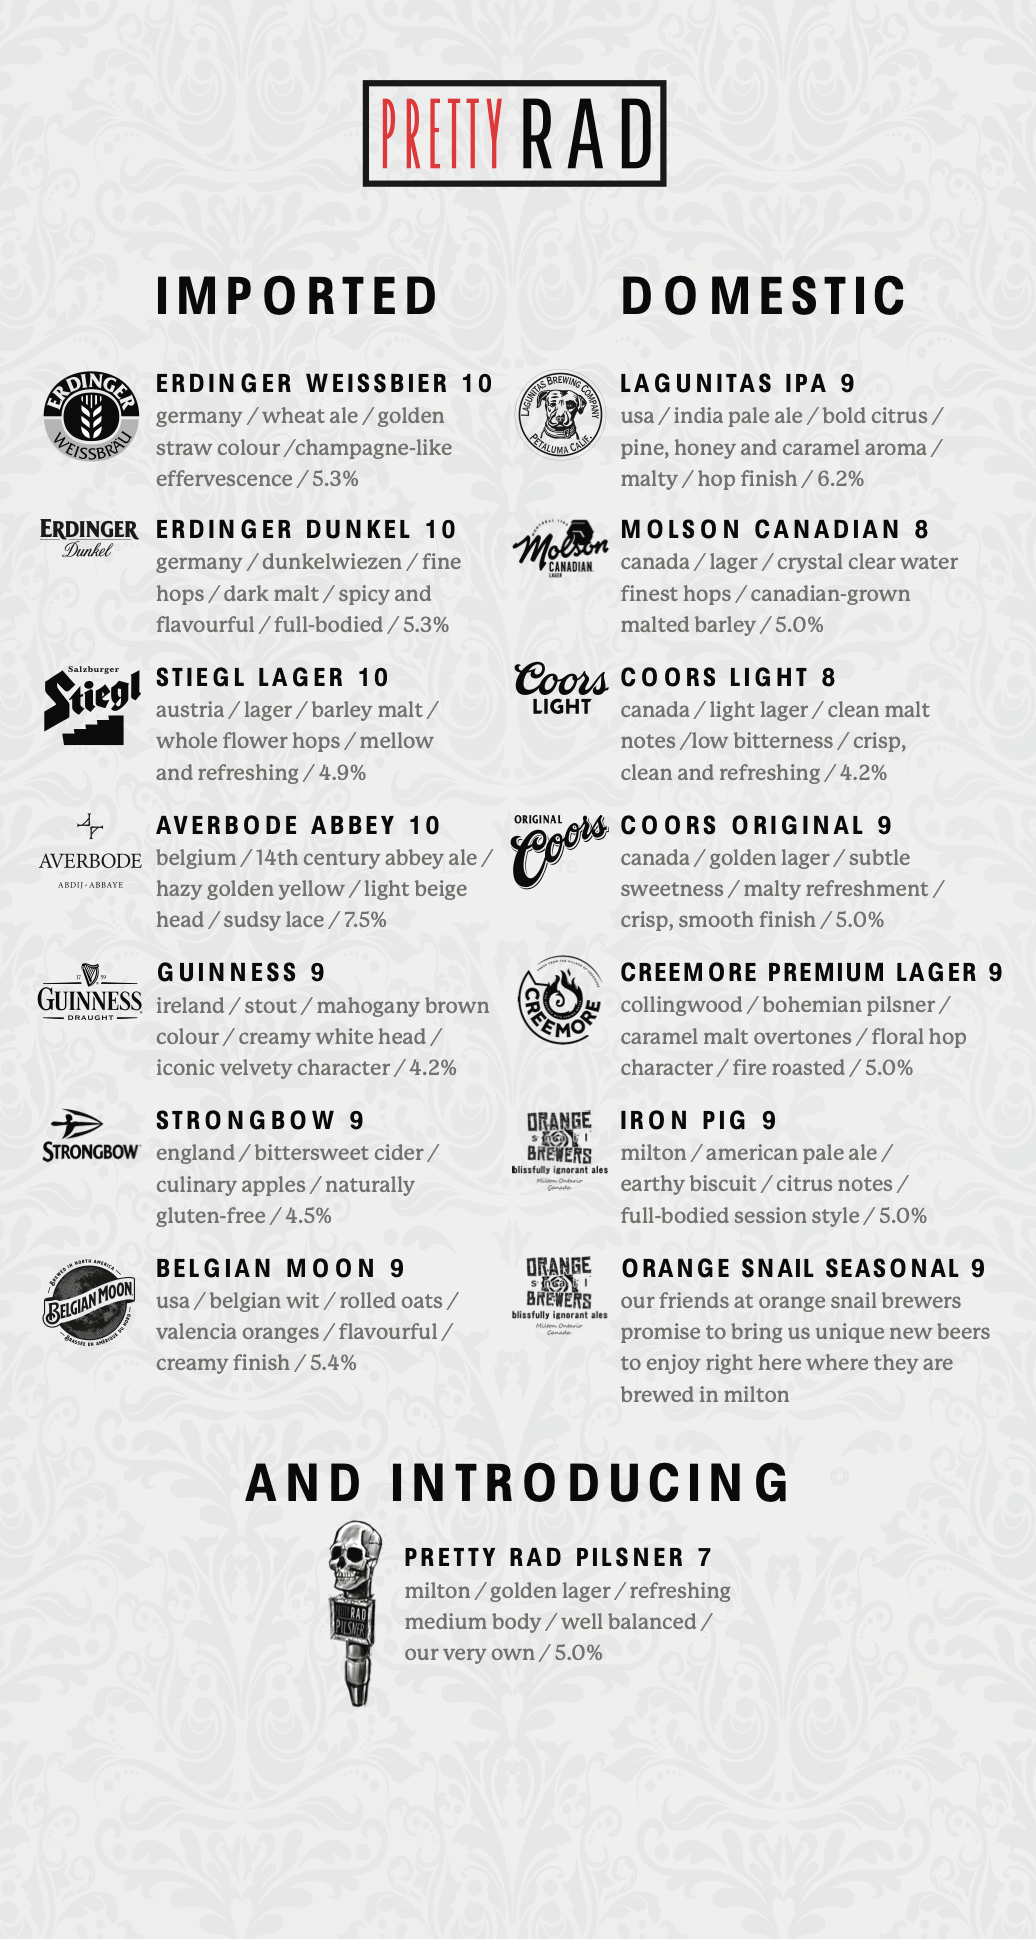 PRETTY RAD
IMPORTED
ERDINGER WEISSBIER 10
germany / wheat ale / golden
straw colour /champagne-like
effervescence / 5.3%
ERDINGER
WEISSBRÄU
ERDINGER DUNKEL 10
germany / dunkelwiezen / fine
hops / dark malt / spicy and
flavourful / full-bodied / 5.3%
ERDINGER
Dunkel
STIEGL LAGER 10
austria / lager / barley malt /
whole flower hops / mellow
and refreshing / 4.9%
Salzburger
Stiegl
AVERBODE ABBEY 10
belgium / 14th century abbey ale /
hazy golden yellow / light beige
head / sudsy lace / 7.5%
AVERBODE
ABDIJ-ABBAYE
GUINNESS 9
ireland / stout / mahogany brown
colour / creamy white head /
iconic velvety character / 4.2%
17 59
GUINNESS
DRAUGHT
STRONGBOW 9
england / bittersweet cider /
culinary apples / naturally
gluten-free / 4.5%
STRONGBOW
BELGIAN MOON 9
usa / belgian wit / rolled oats /
valencia oranges / flavourful /
creamy finish / 5.4%
BREWED IN NORTH AMERICA
BELGIAN MOON
BRASSÉE EN AMÉRIQUE DU NORD
DOMESTIC
LAGUNITAS IPA 9
usa / india pale ale / bold citrus /
pine, honey and caramel aroma /
malty / hop finish / 6.2%
LAGUNITAS BREWING COMPANY
PETALUMA CALIF.
MOLSON CANADIAN 8
canada / lager / crystal clear water
finest hops / canadian-grown
malted barley / 5.0%
Molson
CANADIAN
LAGER
COORS LIGHT 8
canada / light lager / clean malt
notes /low bitterness / crisp,
clean and refreshing / 4.2%
Coors
LIGHT
COORS ORIGINAL 9
canada / golden lager / subtle
sweetness / malty refreshment /
crisp, smooth finish / 5.0%
ORIGINAL
Coors
CREEMORE PREMIUM LAGER 9
collingwood / bohemian pilsner /
caramel malt overtones / floral hop
character / fire roasted / 5.0%
CREEMORE
IRON PIG 9
milton / american pale ale /
earthy biscuit / citrus notes /
full-bodied session style / 5.0%
ORANGE
BREWERS
blissfully ignorant ales
Milton Ontario
Canada
ORANGE SNAIL SEASONAL 9
our friends at orange snail brewers
promise to bring us unique new beers
to enjoy right here where they are
brewed in milton
ORANGE
BREWERS
blissfully ignorant ales
Milton Ontario
Canada
AND INTRODUCING
PRETTY RAD PILSNER 7
milton / golden lager / refreshing
medium body / well balanced /
our very own / 5.0%
RAD
PILSNER